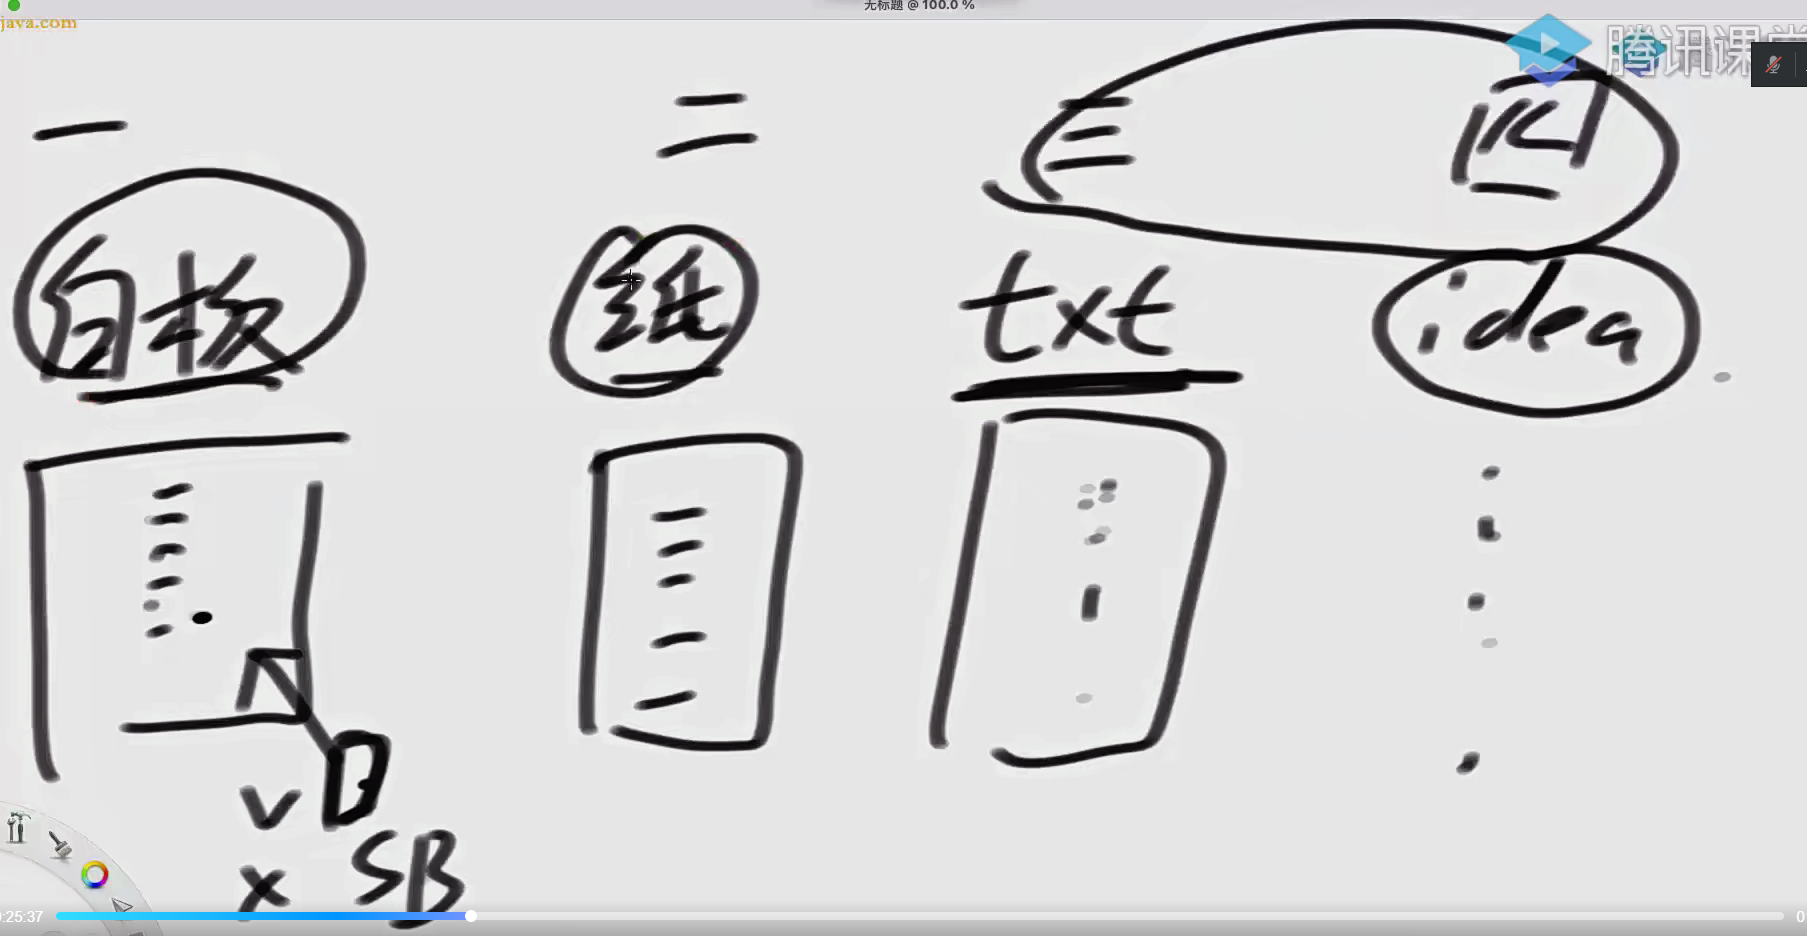 无标题 @ 100.0 %
java.com
腾讯课堂
一 二 三 四
白板 纸 txt idea
v
x SB
:25:37 0